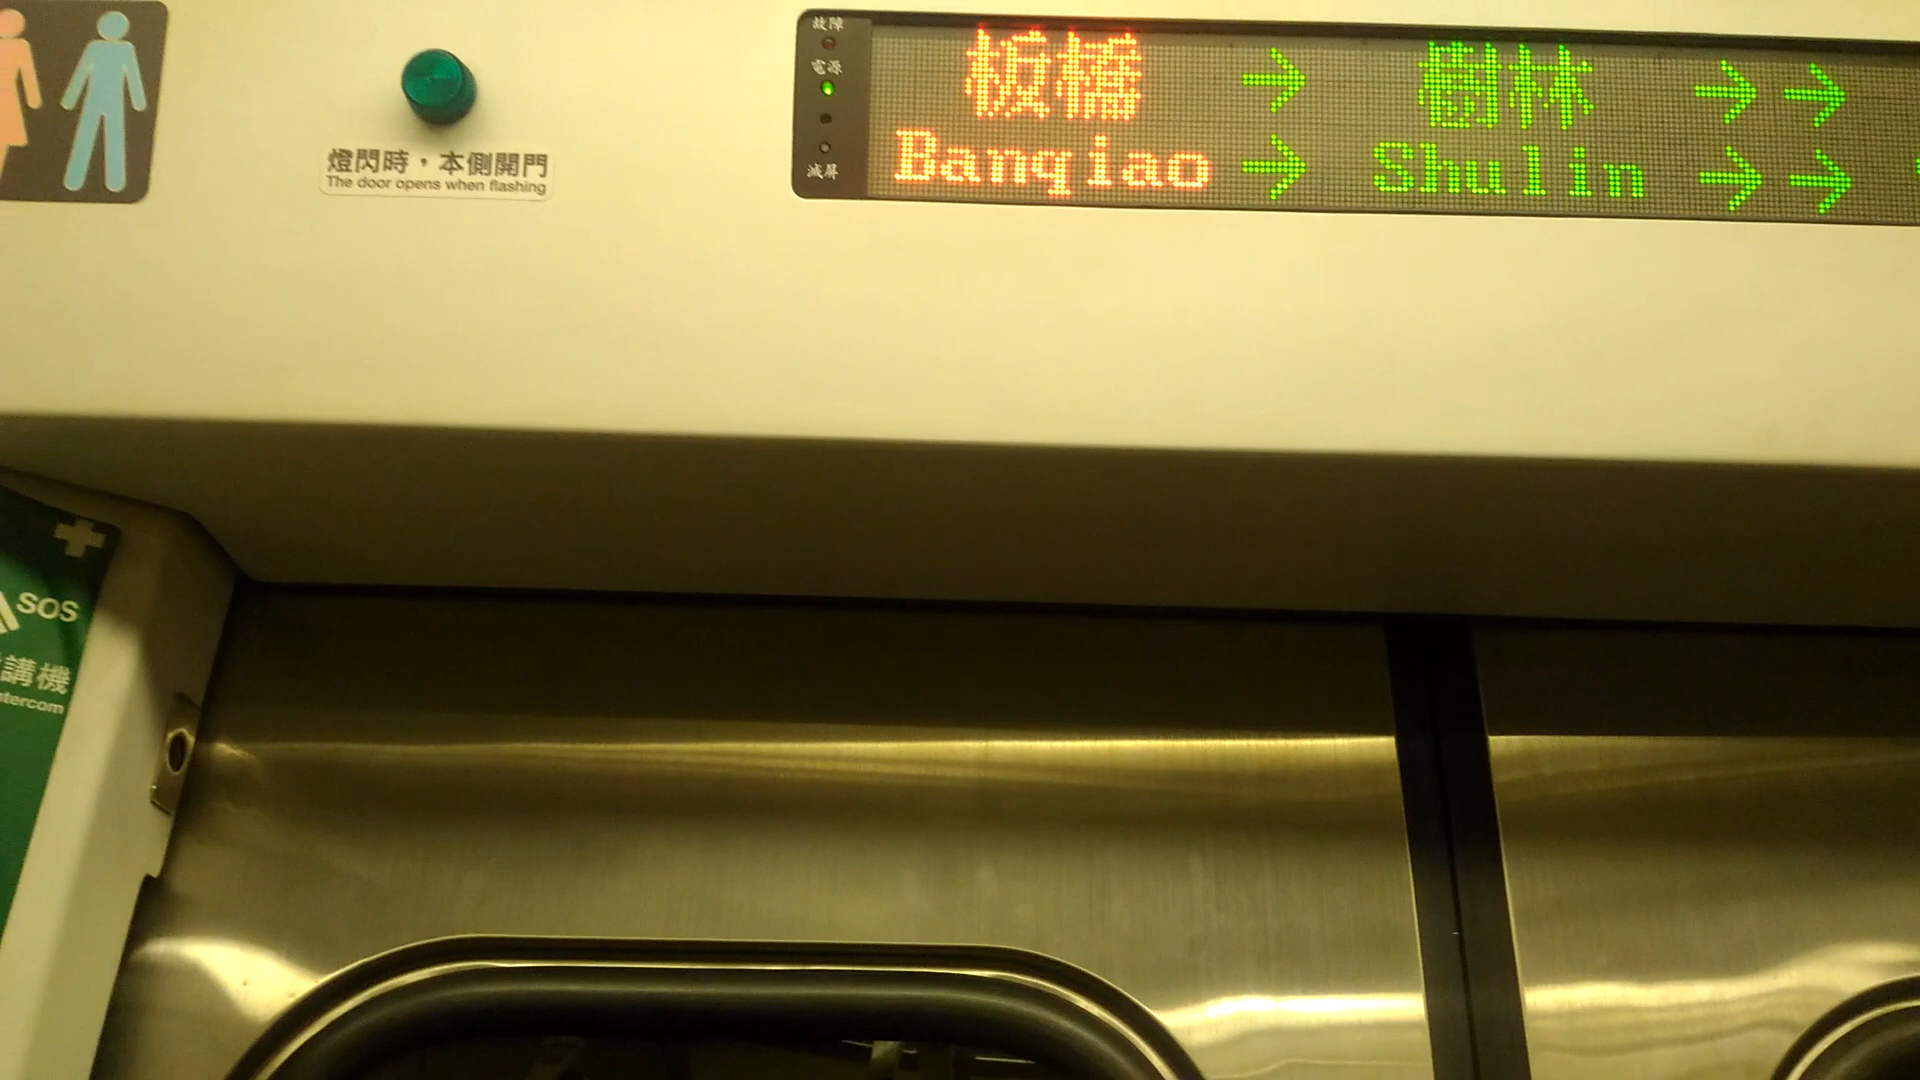 故障
電源
減屏
板橋 → 樹林 → →
Banqiao → Shulin → →
燈閃時，本側開門
The door opens when flashing
SOS
講機
ntercom